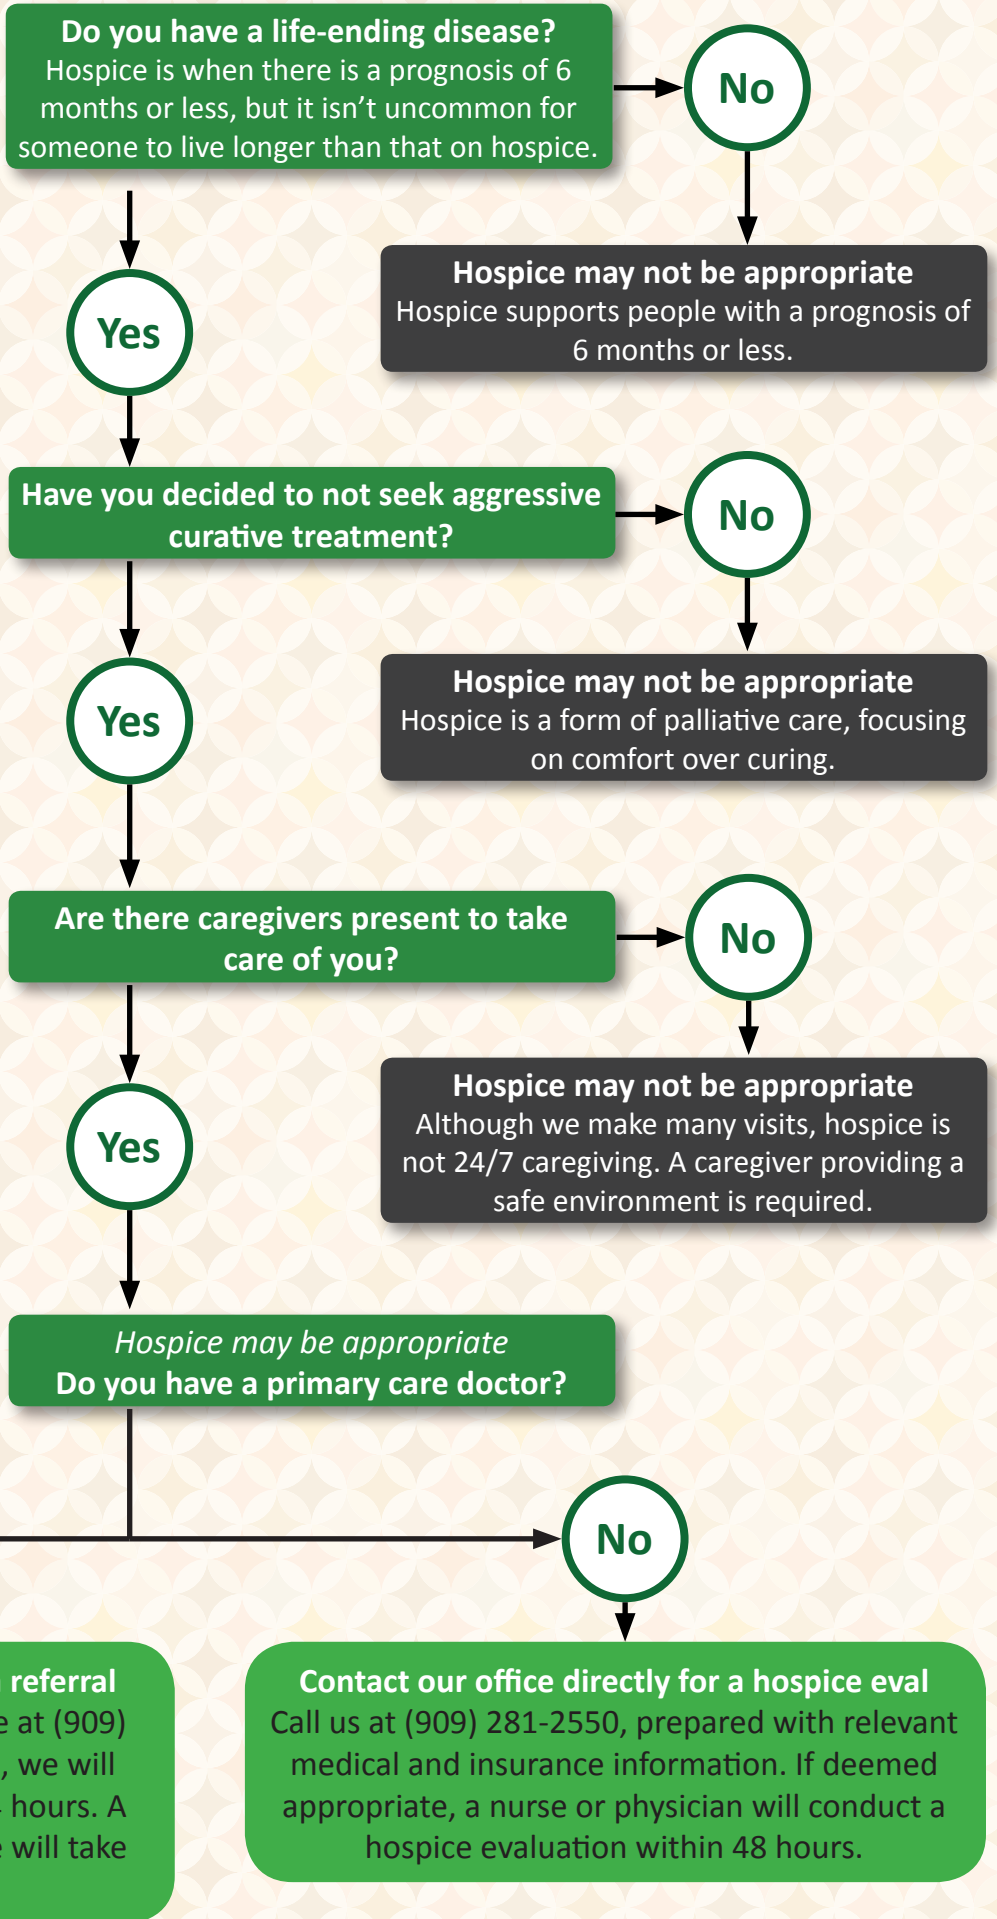 Do you have a life-ending disease?
Hospice is when there is a prognosis of 6
months or less, but it isn't uncommon for
someone to live longer than that on hospice.
No
Hospice may not be appropriate
Hospice supports people with a prognosis of
6 months or less.
Yes
Have you decided to not seek aggressive
curative treatment?
No
Hospice may not be appropriate
Hospice is a form of palliative care, focusing
on comfort over curing.
Yes
Are there caregivers present to take
care of you?
No
Hospice may not be appropriate
Although we make many visits, hospice is
not 24/7 caregiving. A caregiver providing a
safe environment is required.
Yes
Hospice may be appropriate
Do you have a primary care doctor?
No
referral
at (909)
, we will
hours. A
will take
Contact our office directly for a hospice eval
Call us at (909) 281-2550, prepared with relevant
medical and insurance information. If deemed
appropriate, a nurse or physician will conduct a
hospice evaluation within 48 hours.